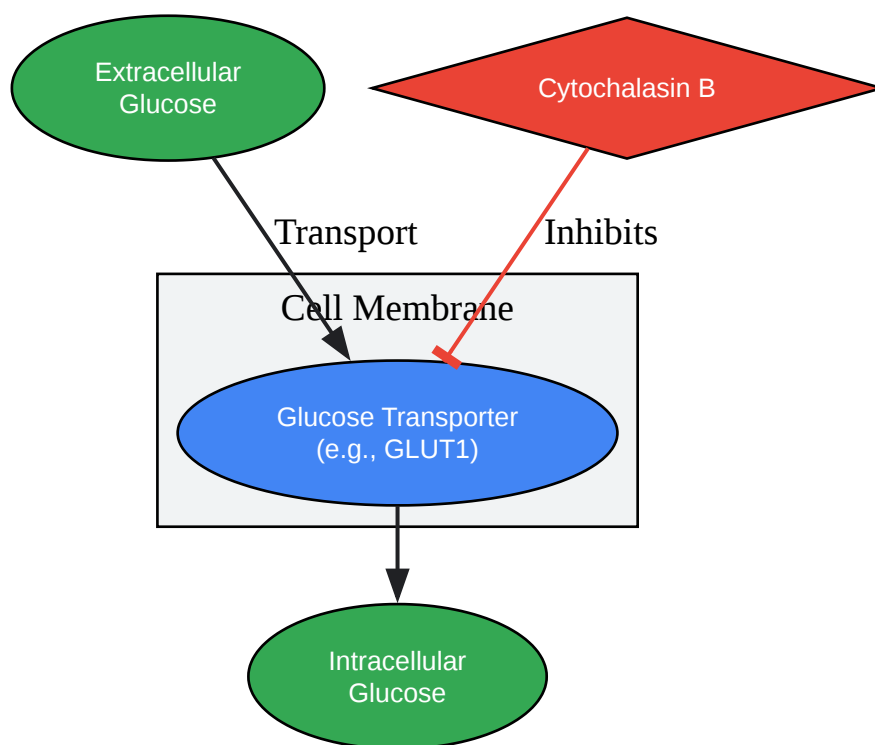 Extracellular
Glucose
Cytochalasin B
Transport
Inhibits
Cell Membrane
Glucose Transporter
(e.g., GLUT1)
Intracellular
Glucose